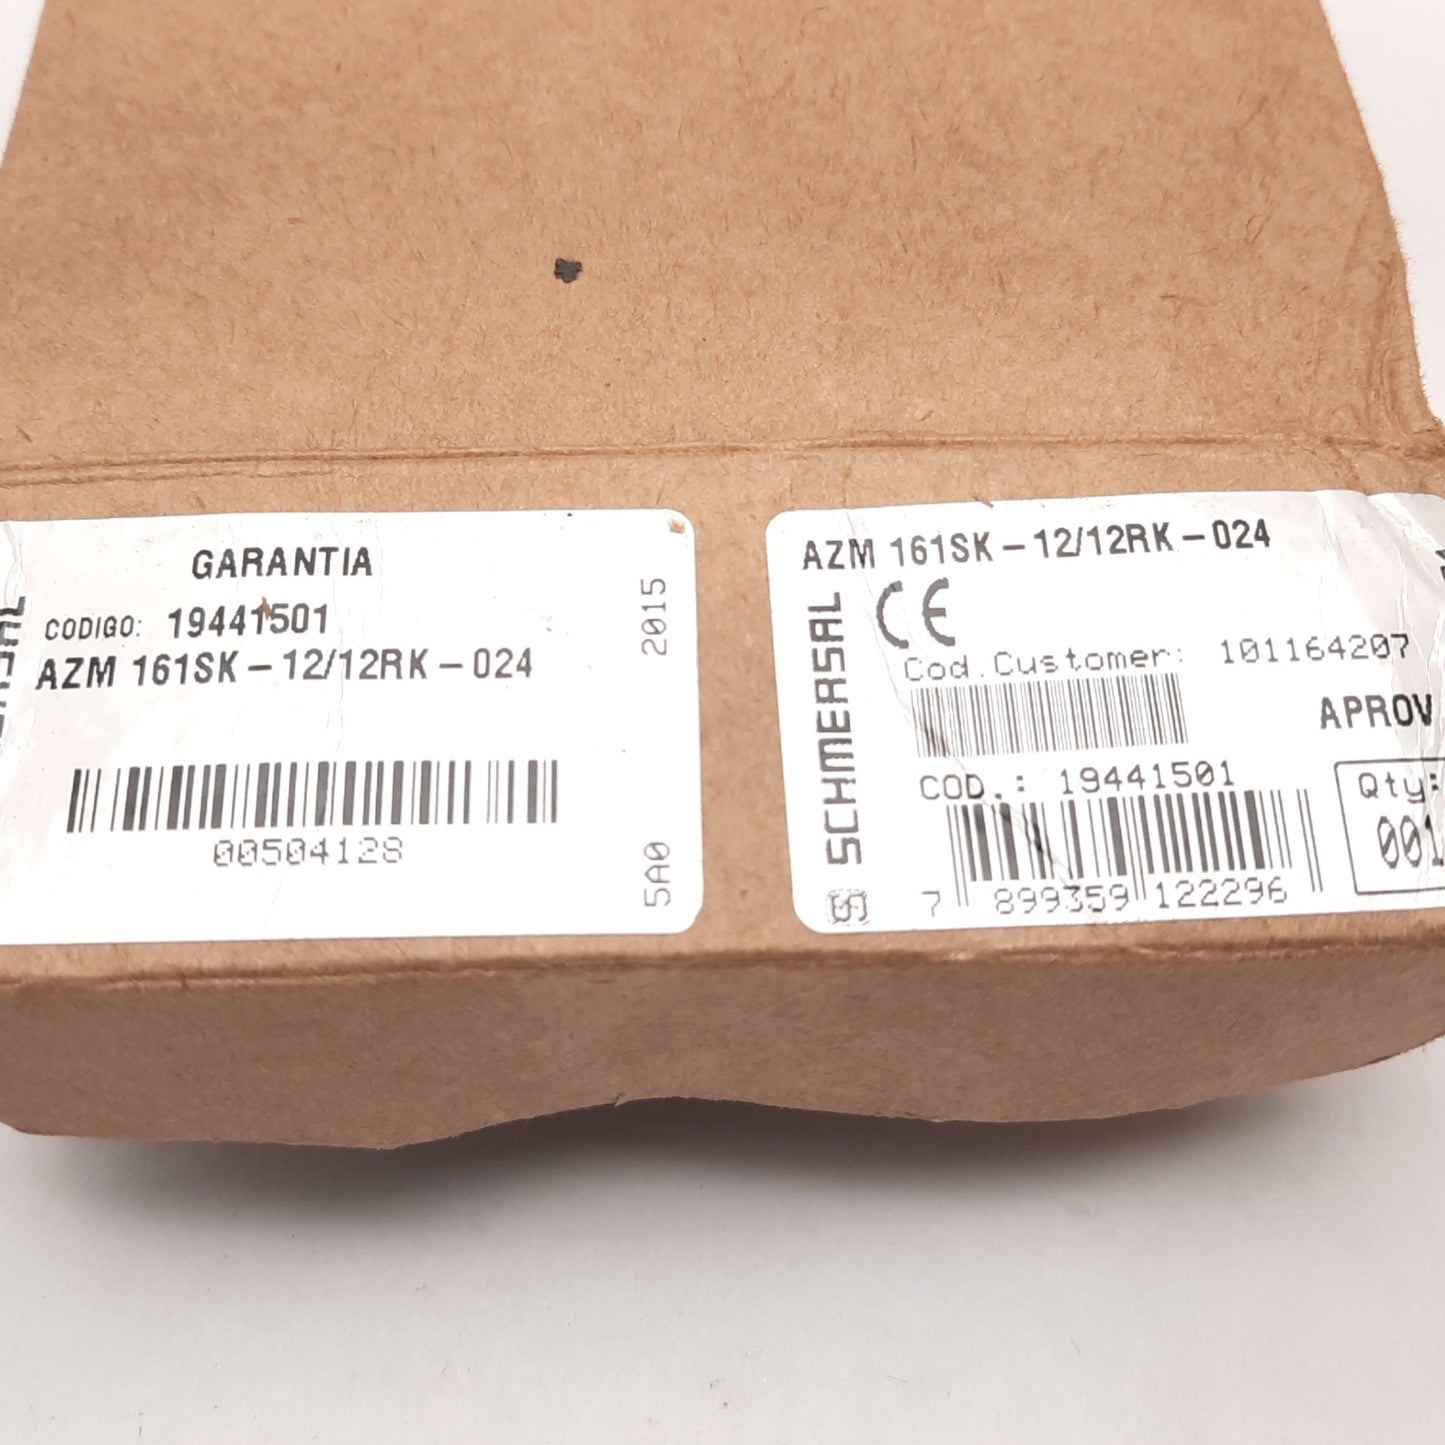 GARANTIA
CODIGO: 19441501
AZM 161SK-12/12RK-024
00504128
2015
5A0
AZM 161SK-12/12RK-024
CE
SCHMERSAL
Cod.Customer: 101164207
APROV
COD.: 19441501
Qty:
001
7 899359 122296